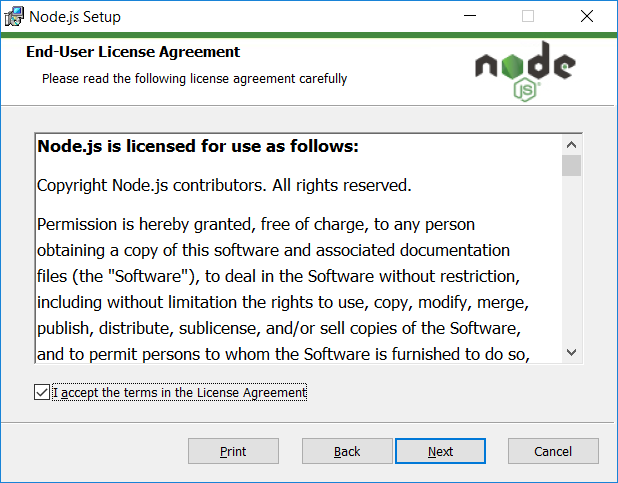 Node.js Setup
End-User License Agreement
Please read the following license agreement carefully
node
JS
Node.js is licensed for use as follows:
Copyright Node.js contributors. All rights reserved.
Permission is hereby granted, free of charge, to any person
obtaining a copy of this software and associated documentation
files (the "Software"), to deal in the Software without restriction,
including without limitation the rights to use, copy, modify, merge,
publish, distribute, sublicense, and/or sell copies of the Software,
and to permit persons to whom the Software is furnished to do so,
I accept the terms in the License Agreement
Print
Back
Next
Cancel